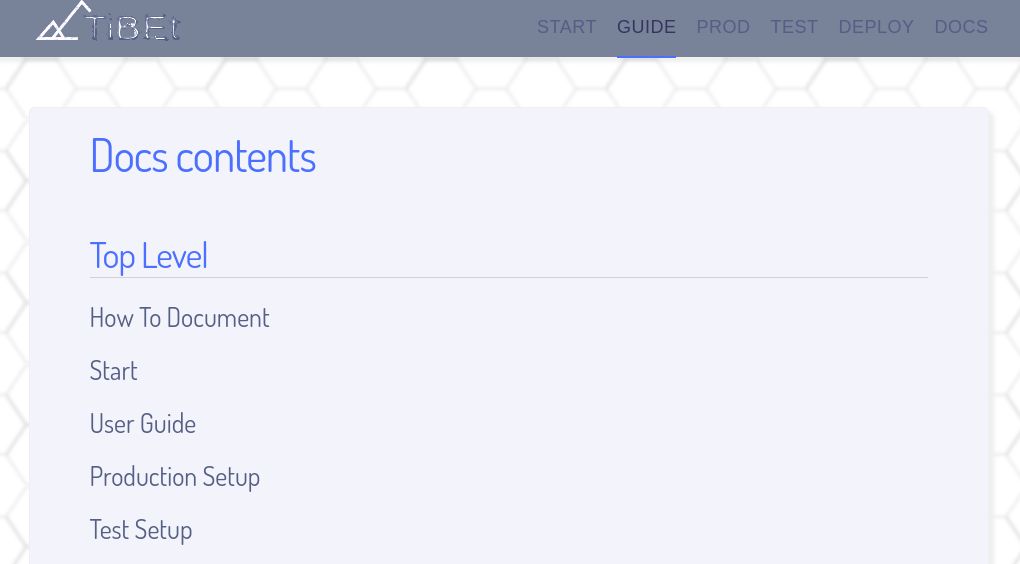 TiBEt
START GUIDE PROD TEST DEPLOY DOCS
Docs contents
Top Level
How To Document
Start
User Guide
Production Setup
Test Setup